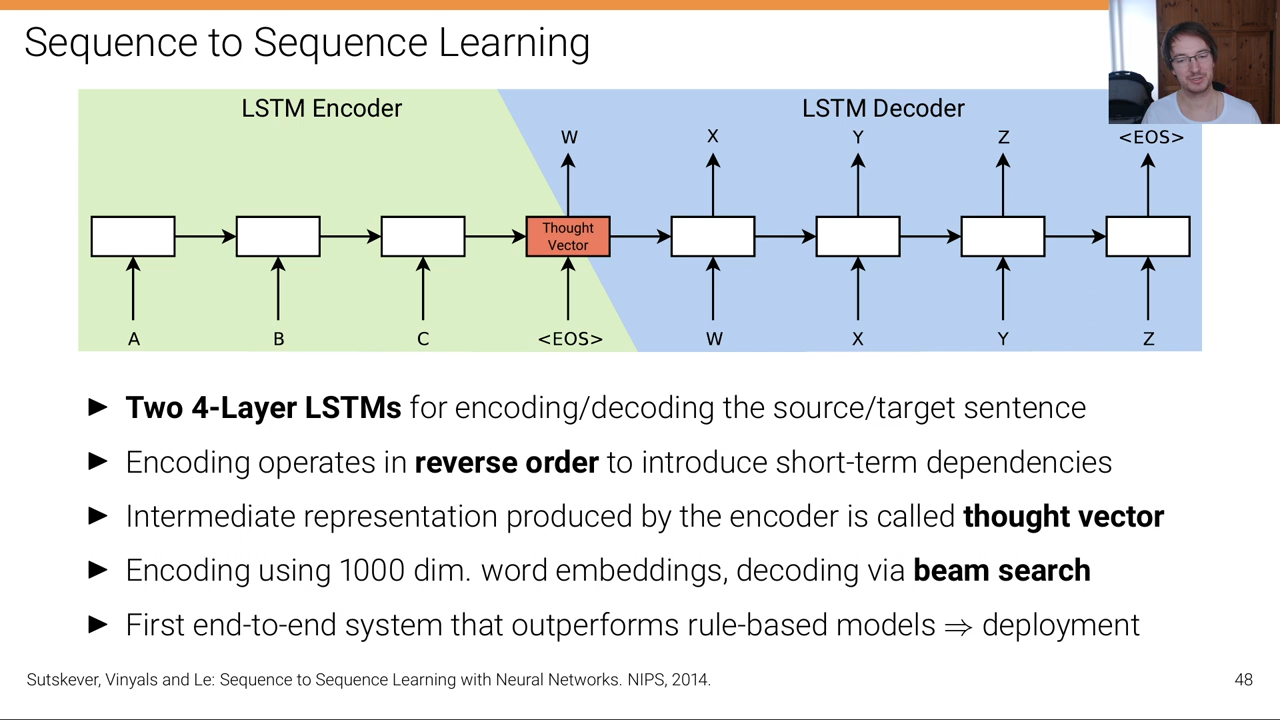 Sequence to Sequence Learning
LSTM Encoder
LSTM Decoder
W X Y Z <EOS>
Thought
Vector
A B C <EOS> W X Y Z
► Two 4-Layer LSTMs for encoding/decoding the source/target sentence
► Encoding operates in reverse order to introduce short-term dependencies
► Intermediate representation produced by the encoder is called thought vector
► Encoding using 1000 dim. word embeddings, decoding via beam search
► First end-to-end system that outperforms rule-based models ⇒ deployment
Sutskever, Vinyals and Le: Sequence to Sequence Learning with Neural Networks. NIPS, 2014.
48